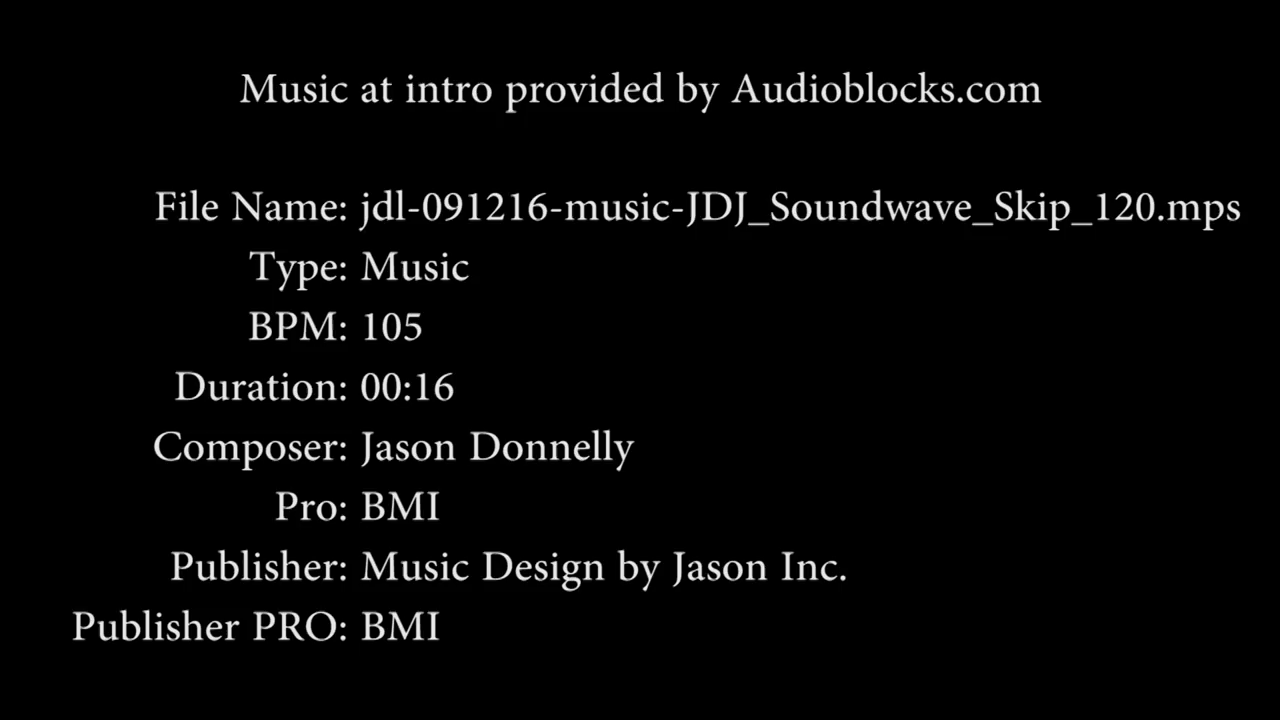 Music at intro provided by Audioblocks.com
File Name: jdl-091216-music-JDJ_Soundwave_Skip_120.mps
Type: Music
BPM: 105
Duration: 00:16
Composer: Jason Donnelly
Pro: BMI
Publisher: Music Design by Jason Inc.
Publisher PRO: BMI